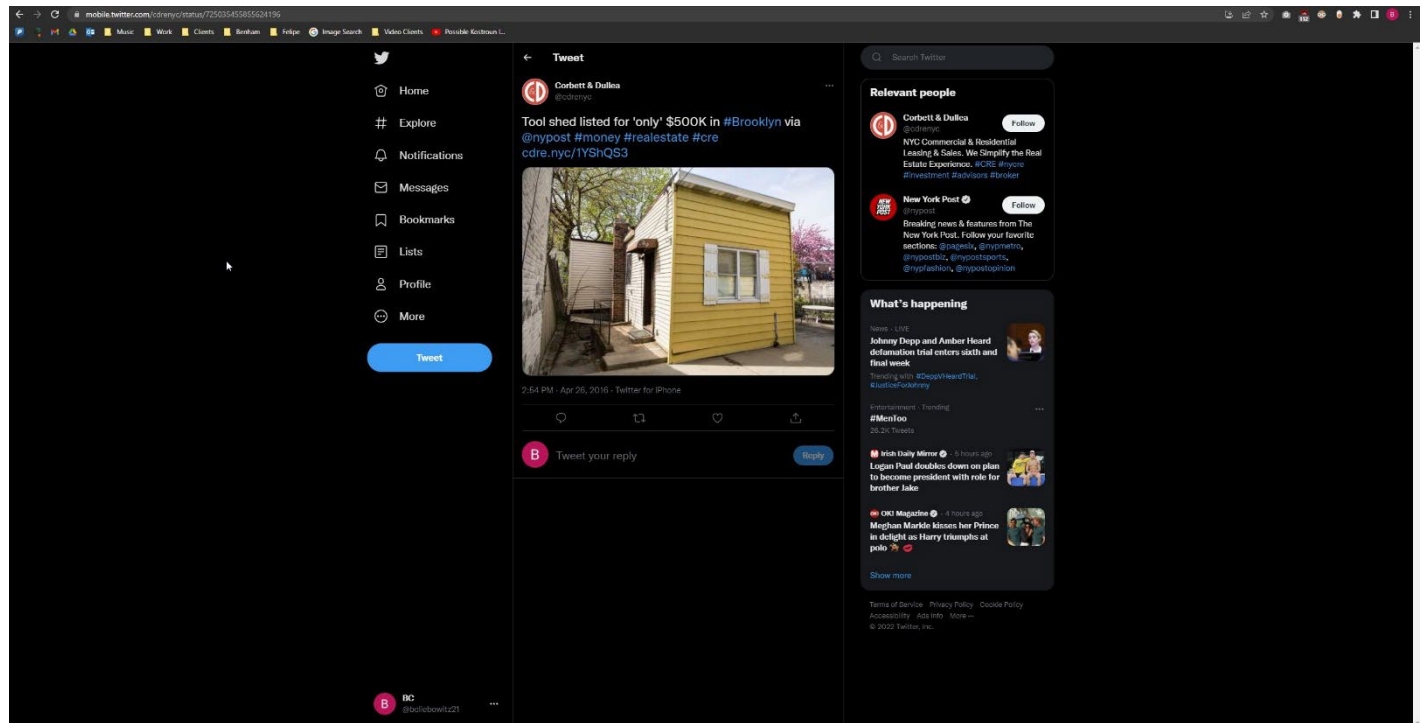 mobile.twitter.com/cdrenyc/status/725035455855624196
Music Work Clients Benham Felipe Image Search Video Clients Possible Kostroun L...
Home
Explore
Notifications
Messages
Bookmarks
Lists
Profile
More
Tweet
BC
@bcliebowitz21
Tweet
Corbett & Dullea
@cdrenyc
Tool shed listed for 'only' $500K in #Brooklyn via
@nypost #money #realestate #cre
cdre.nyc/1YShQS3
2:54 PM · Apr 26, 2016 · Twitter for iPhone
B Tweet your reply Reply
Search Twitter
Relevant people
Corbett & Dullea
@cdrenyc
Follow
NYC Commercial & Residential
Leasing & Sales. We Simplify the Real
Estate Experience. #CRE #nycre
#investment #advisors #broker
NEW YORK POST
New York Post
@nypost
Follow
Breaking news & features from The
New York Post. Follow your favorite
sections: @pagesix, @nypmetro,
@nypostbiz, @nypostsports,
@nypfashion, @nypostopinion
What's happening
News · LIVE
Johnny Depp and Amber Heard
defamation trial enters sixth and
final week
Trending with #DeppVHeardTrial,
#JusticeForJohnny
Entertainment · Trending
#MenToo
26.2K Tweets
Irish Daily Mirror · 5 hours ago
Logan Paul doubles down on plan
to become president with role for
brother Jake
OK! Magazine · 4 hours ago
Meghan Markle kisses her Prince
in delight as Harry triumphs at
polo 🏇 💋
Show more
Terms of Service Privacy Policy Cookie Policy
Accessibility Ads info More ···
© 2022 Twitter, Inc.